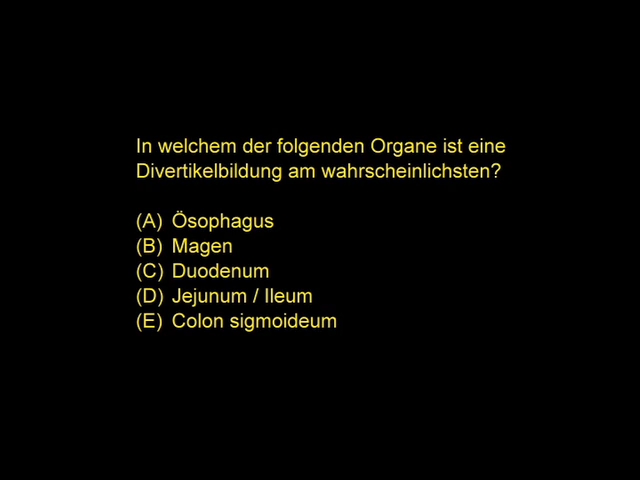 In welchem der folgenden Organe ist eine
Divertikelbildung am wahrscheinlichsten?
(A) Ösophagus
(B) Magen
(C) Duodenum
(D) Jejunum / Ileum
(E) Colon sigmoideum